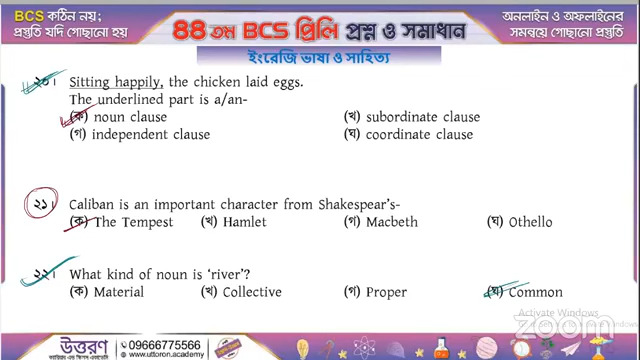 BCS কঠিন নয়;
প্রস্তুতি যদি গোছানো হয়
৪৪ তম BCS প্রিলি প্রশ্ন ও সমাধান
অনলাইন ও অফলাইনের
সমন্বয়ে গোছানো প্রস্তুতি
ইংরেজি ভাষা ও সাহিত্য
২০। Sitting happily, the chicken laid eggs.
The underlined part is a/an-
(ক) noun clause (খ) subordinate clause
(গ) independent clause (ঘ) coordinate clause
২১। Caliban is an important character from Shakespear's-
(ক) The Tempest (খ) Hamlet (গ) Macbeth (ঘ) Othello
২২। What kind of noun is 'river'?
(ক) Material (খ) Collective (গ) Proper (ঘ) Common
Activate Windows
zoom
উত্তরণ
09666775566
www.uttoron.academy